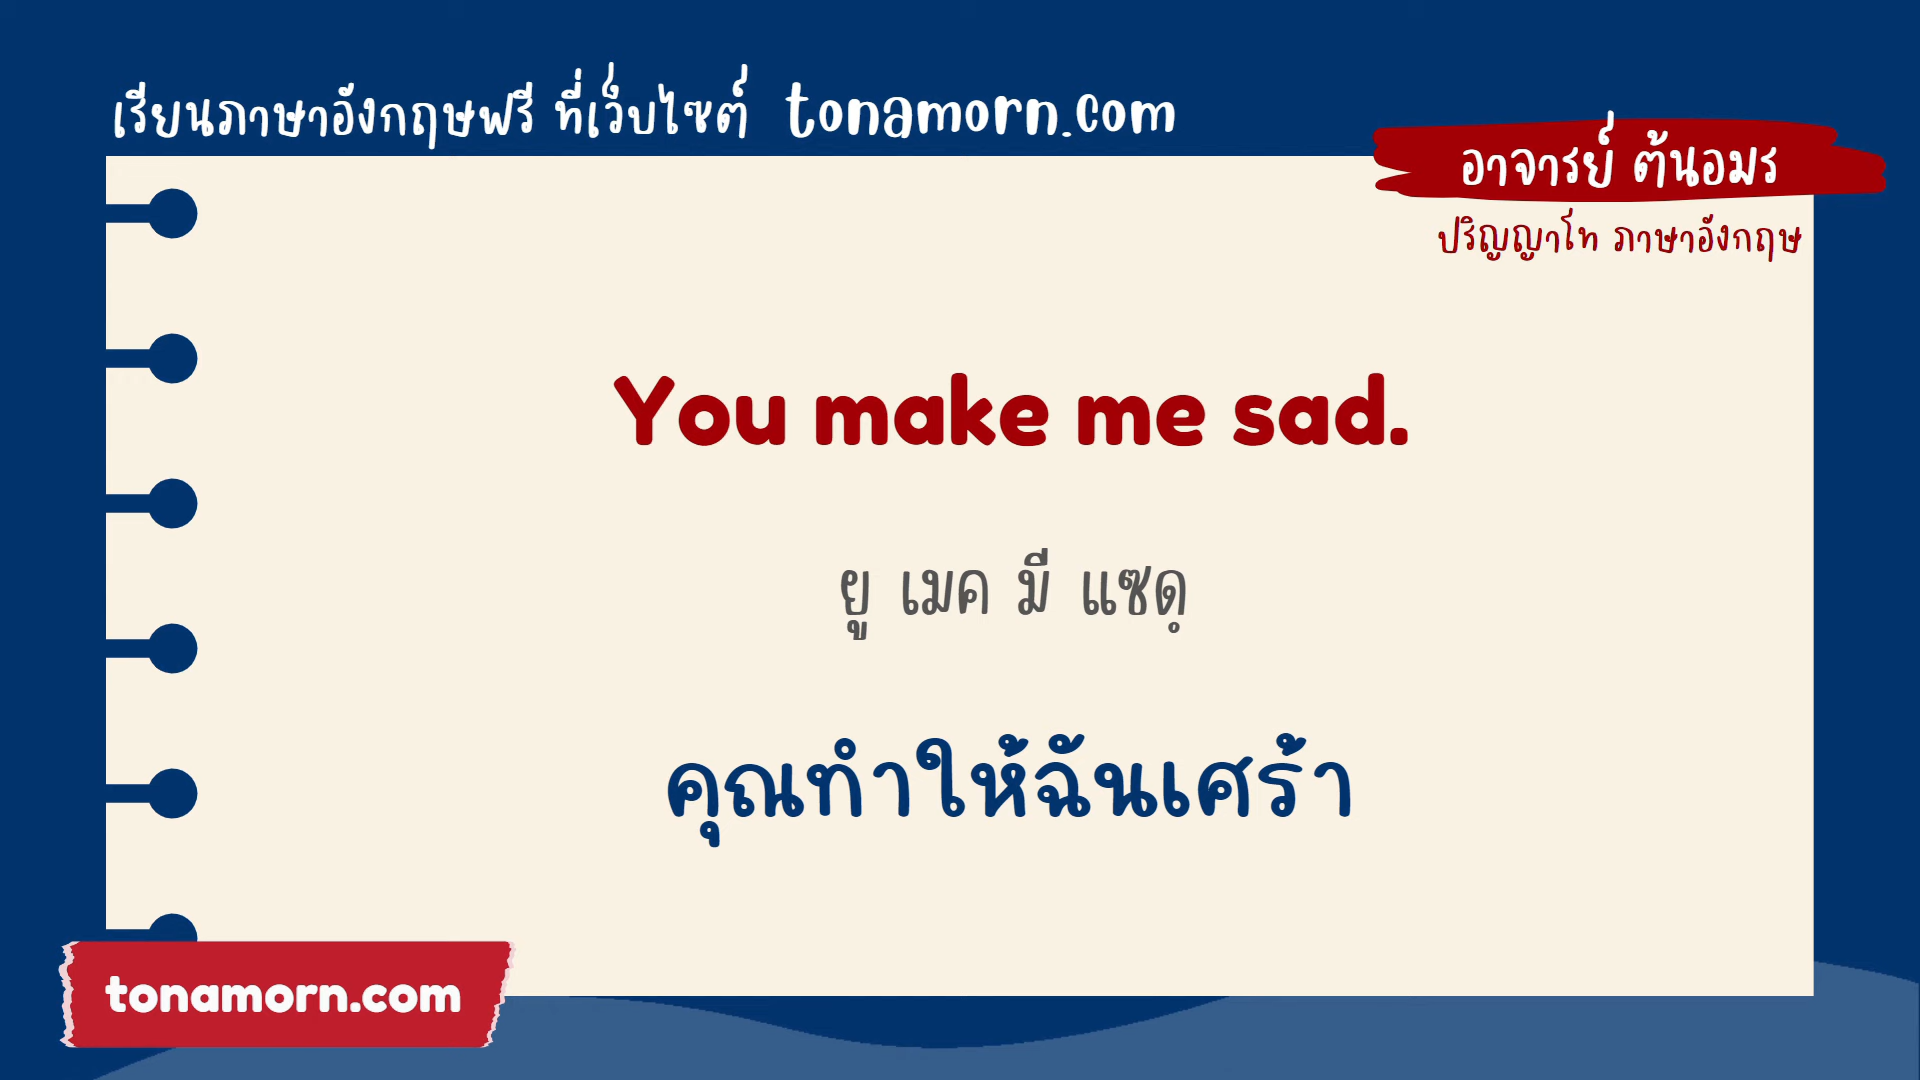 เรียนภาษาอังกฤษฟรี ที่เว็บไซต์ tonamorn.com
อาจารย์ ต้นอมร
ปริญญาโท ภาษาอังกฤษ
You make me sad.
ยู เมค มี แซดฺ
คุณทำให้ฉันเศร้า
tonamorn.com